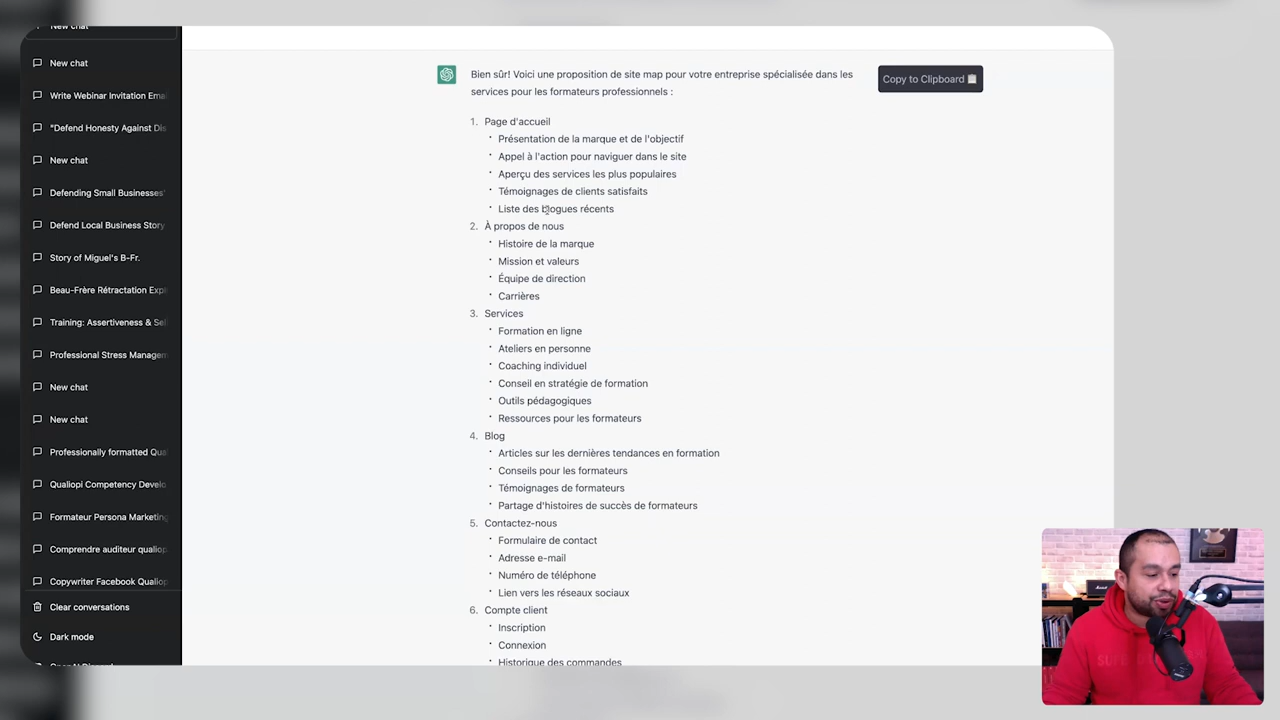 New chat
New chat
Write Webinar Invitation Ema
"Defend Honesty Against Dis
New chat
Defending Small Businesses'
Defend Local Business Story
Story of Miguel's B-Fr.
Beau-Frère Rétractation Expl
Training: Assertiveness & Sel
Professional Stress Managem
New chat
New chat
Professionally formatted Qua
Qualiopi Competency Develo
Formateur Persona Marketing
Comprendre auditeur qualiop
Copywriter Facebook Qualiop
Clear conversations
Dark mode
Bien sûr! Voici une proposition de site map pour votre entreprise spécialisée dans les
services pour les formateurs professionnels :
Copy to Clipboard 📋
1. Page d'accueil
• Présentation de la marque et de l'objectif
• Appel à l'action pour naviguer dans le site
• Aperçu des services les plus populaires
• Témoignages de clients satisfaits
• Liste des blogues récents
2. À propos de nous
• Histoire de la marque
• Mission et valeurs
• Équipe de direction
• Carrières
3. Services
• Formation en ligne
• Ateliers en personne
• Coaching individuel
• Conseil en stratégie de formation
• Outils pédagogiques
• Ressources pour les formateurs
4. Blog
• Articles sur les dernières tendances en formation
• Conseils pour les formateurs
• Témoignages de formateurs
• Partage d'histoires de succès de formateurs
5. Contactez-nous
• Formulaire de contact
• Adresse e-mail
• Numéro de téléphone
• Lien vers les réseaux sociaux
6. Compte client
• Inscription
• Connexion
• Historique des commandes
Marshall